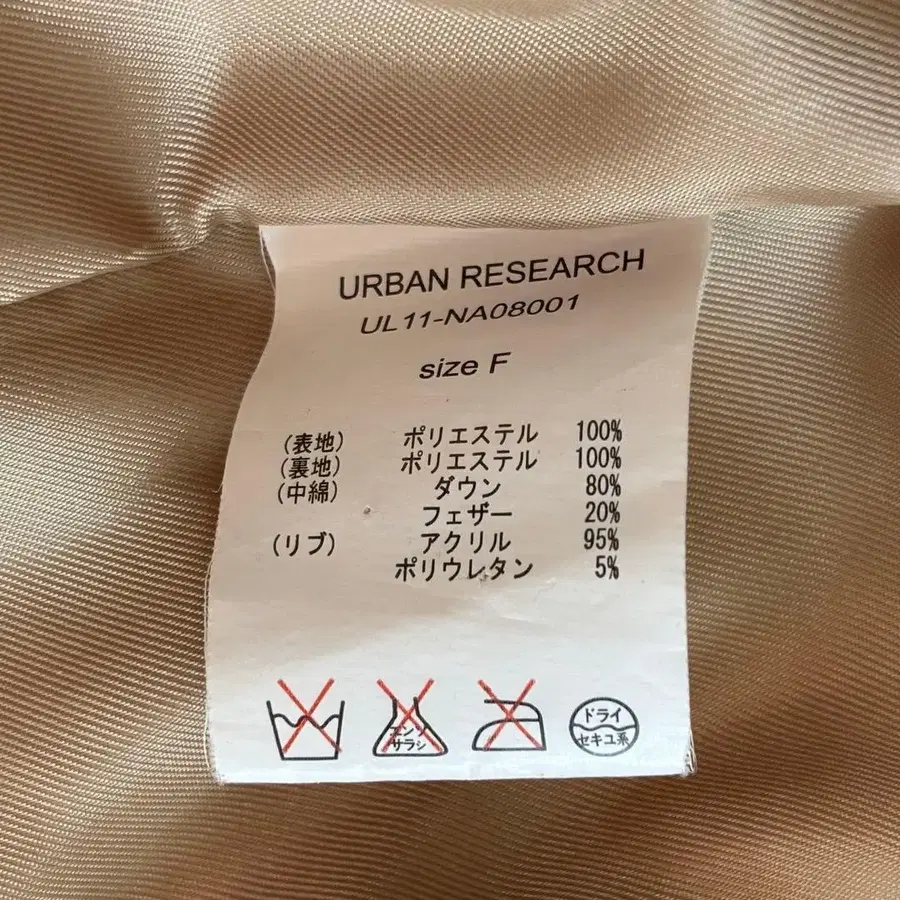 URBAN RESEARCH
UL11-NA08001
size F
(表地) ポリエステル 100%
(裏地) ポリエステル 100%
(中綿) ダウン 80%
フェザー 20%
(リブ) アクリル 95%
ポリウレタン 5%
エンソ
サラシ
ドライ
セキユ系